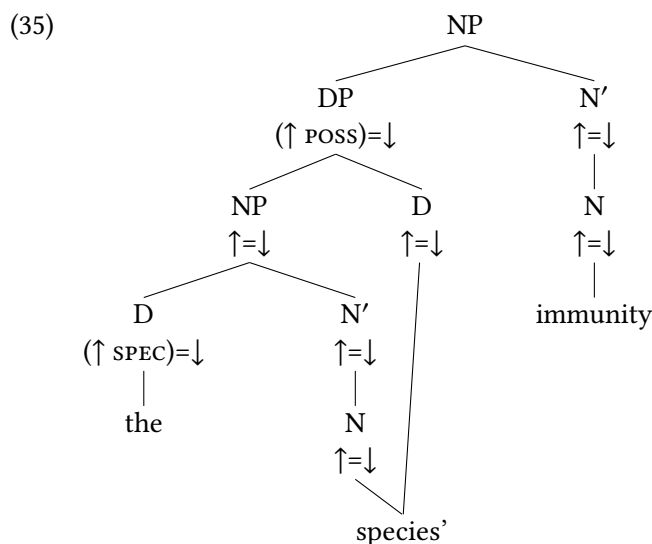 (35) NP
DP N′
(↑ POSS)=↓ ↑=↓
NP D N
↑=↓ ↑=↓ ↑=↓
D N′ immunity
(↑ SPEC)=↓ ↑=↓
the N
↑=↓
species’